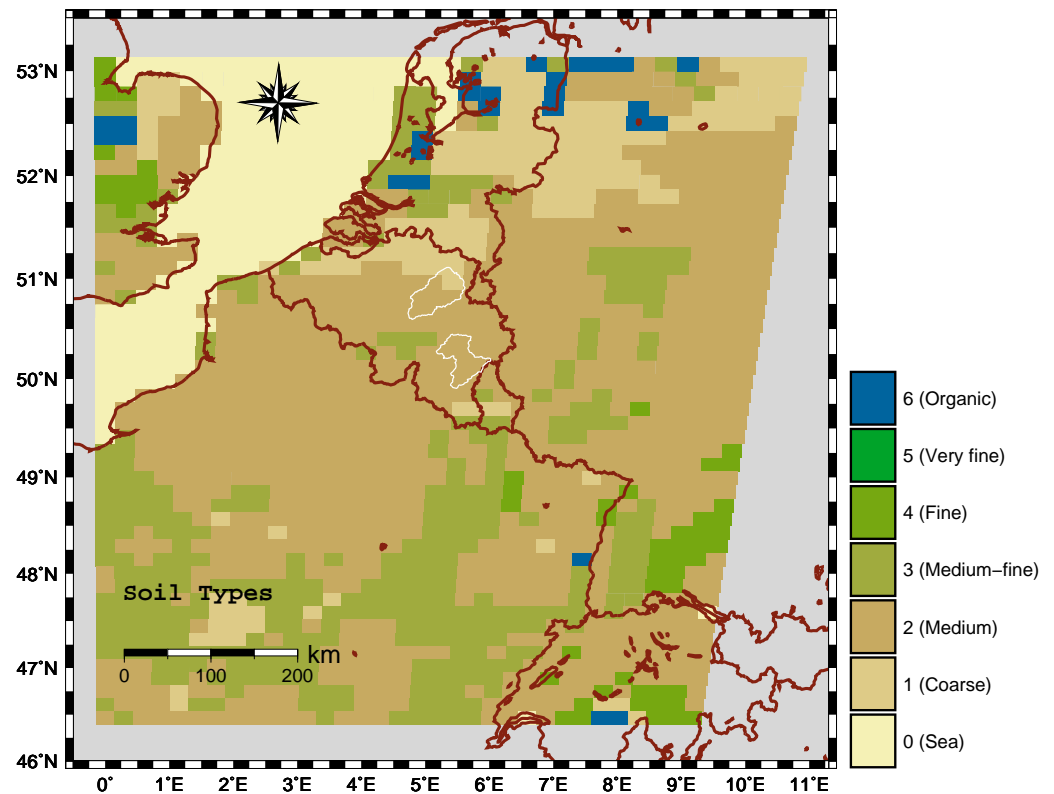 53˚N
52˚N
51˚N
50˚N
49˚N
48˚N
47˚N
46˚N
0˚ 1˚E 2˚E 3˚E 4˚E 5˚E 6˚E 7˚E 8˚E 9˚E 10˚E 11˚E
Soil Types
km
0 100 200
6 (Organic)
5 (Very fine)
4 (Fine)
3 (Medium−fine)
2 (Medium)
1 (Coarse)
0 (Sea)